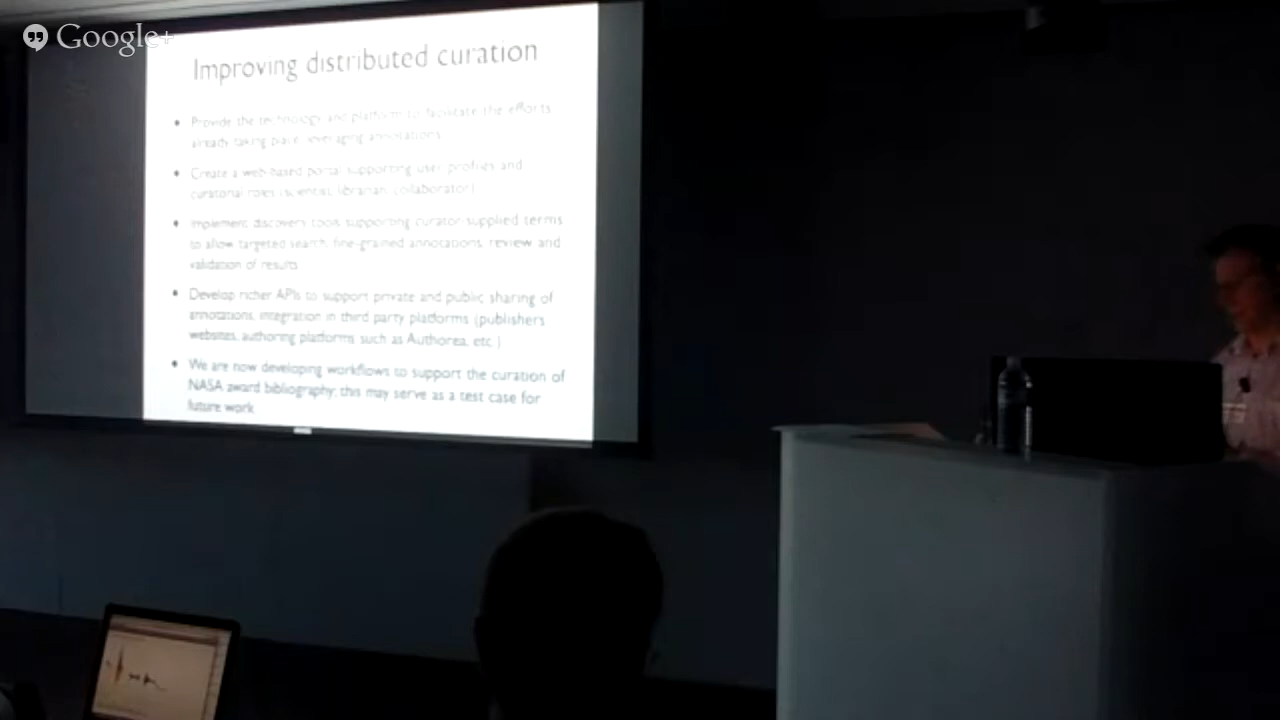 Google+
Improving distributed curation
• Provide the technology and platform to facilitate the efforts
already taking place, leveraging annotations
• Create a web-based portal supporting user profiles and
curatorial roles (scientist, librarian, collaborator)
• Implement discovery tools supporting curator-supplied terms
to allow targeted search, fine-grained annotations, review and
validation of results
• Develop richer APIs to support private and public sharing of
annotations, integration in third party platforms (publishers
websites, authoring platforms such as Authorea, etc.)
• We are now developing workflows to support the curation of
NASA award bibliography; this may serve as a test case for
future work